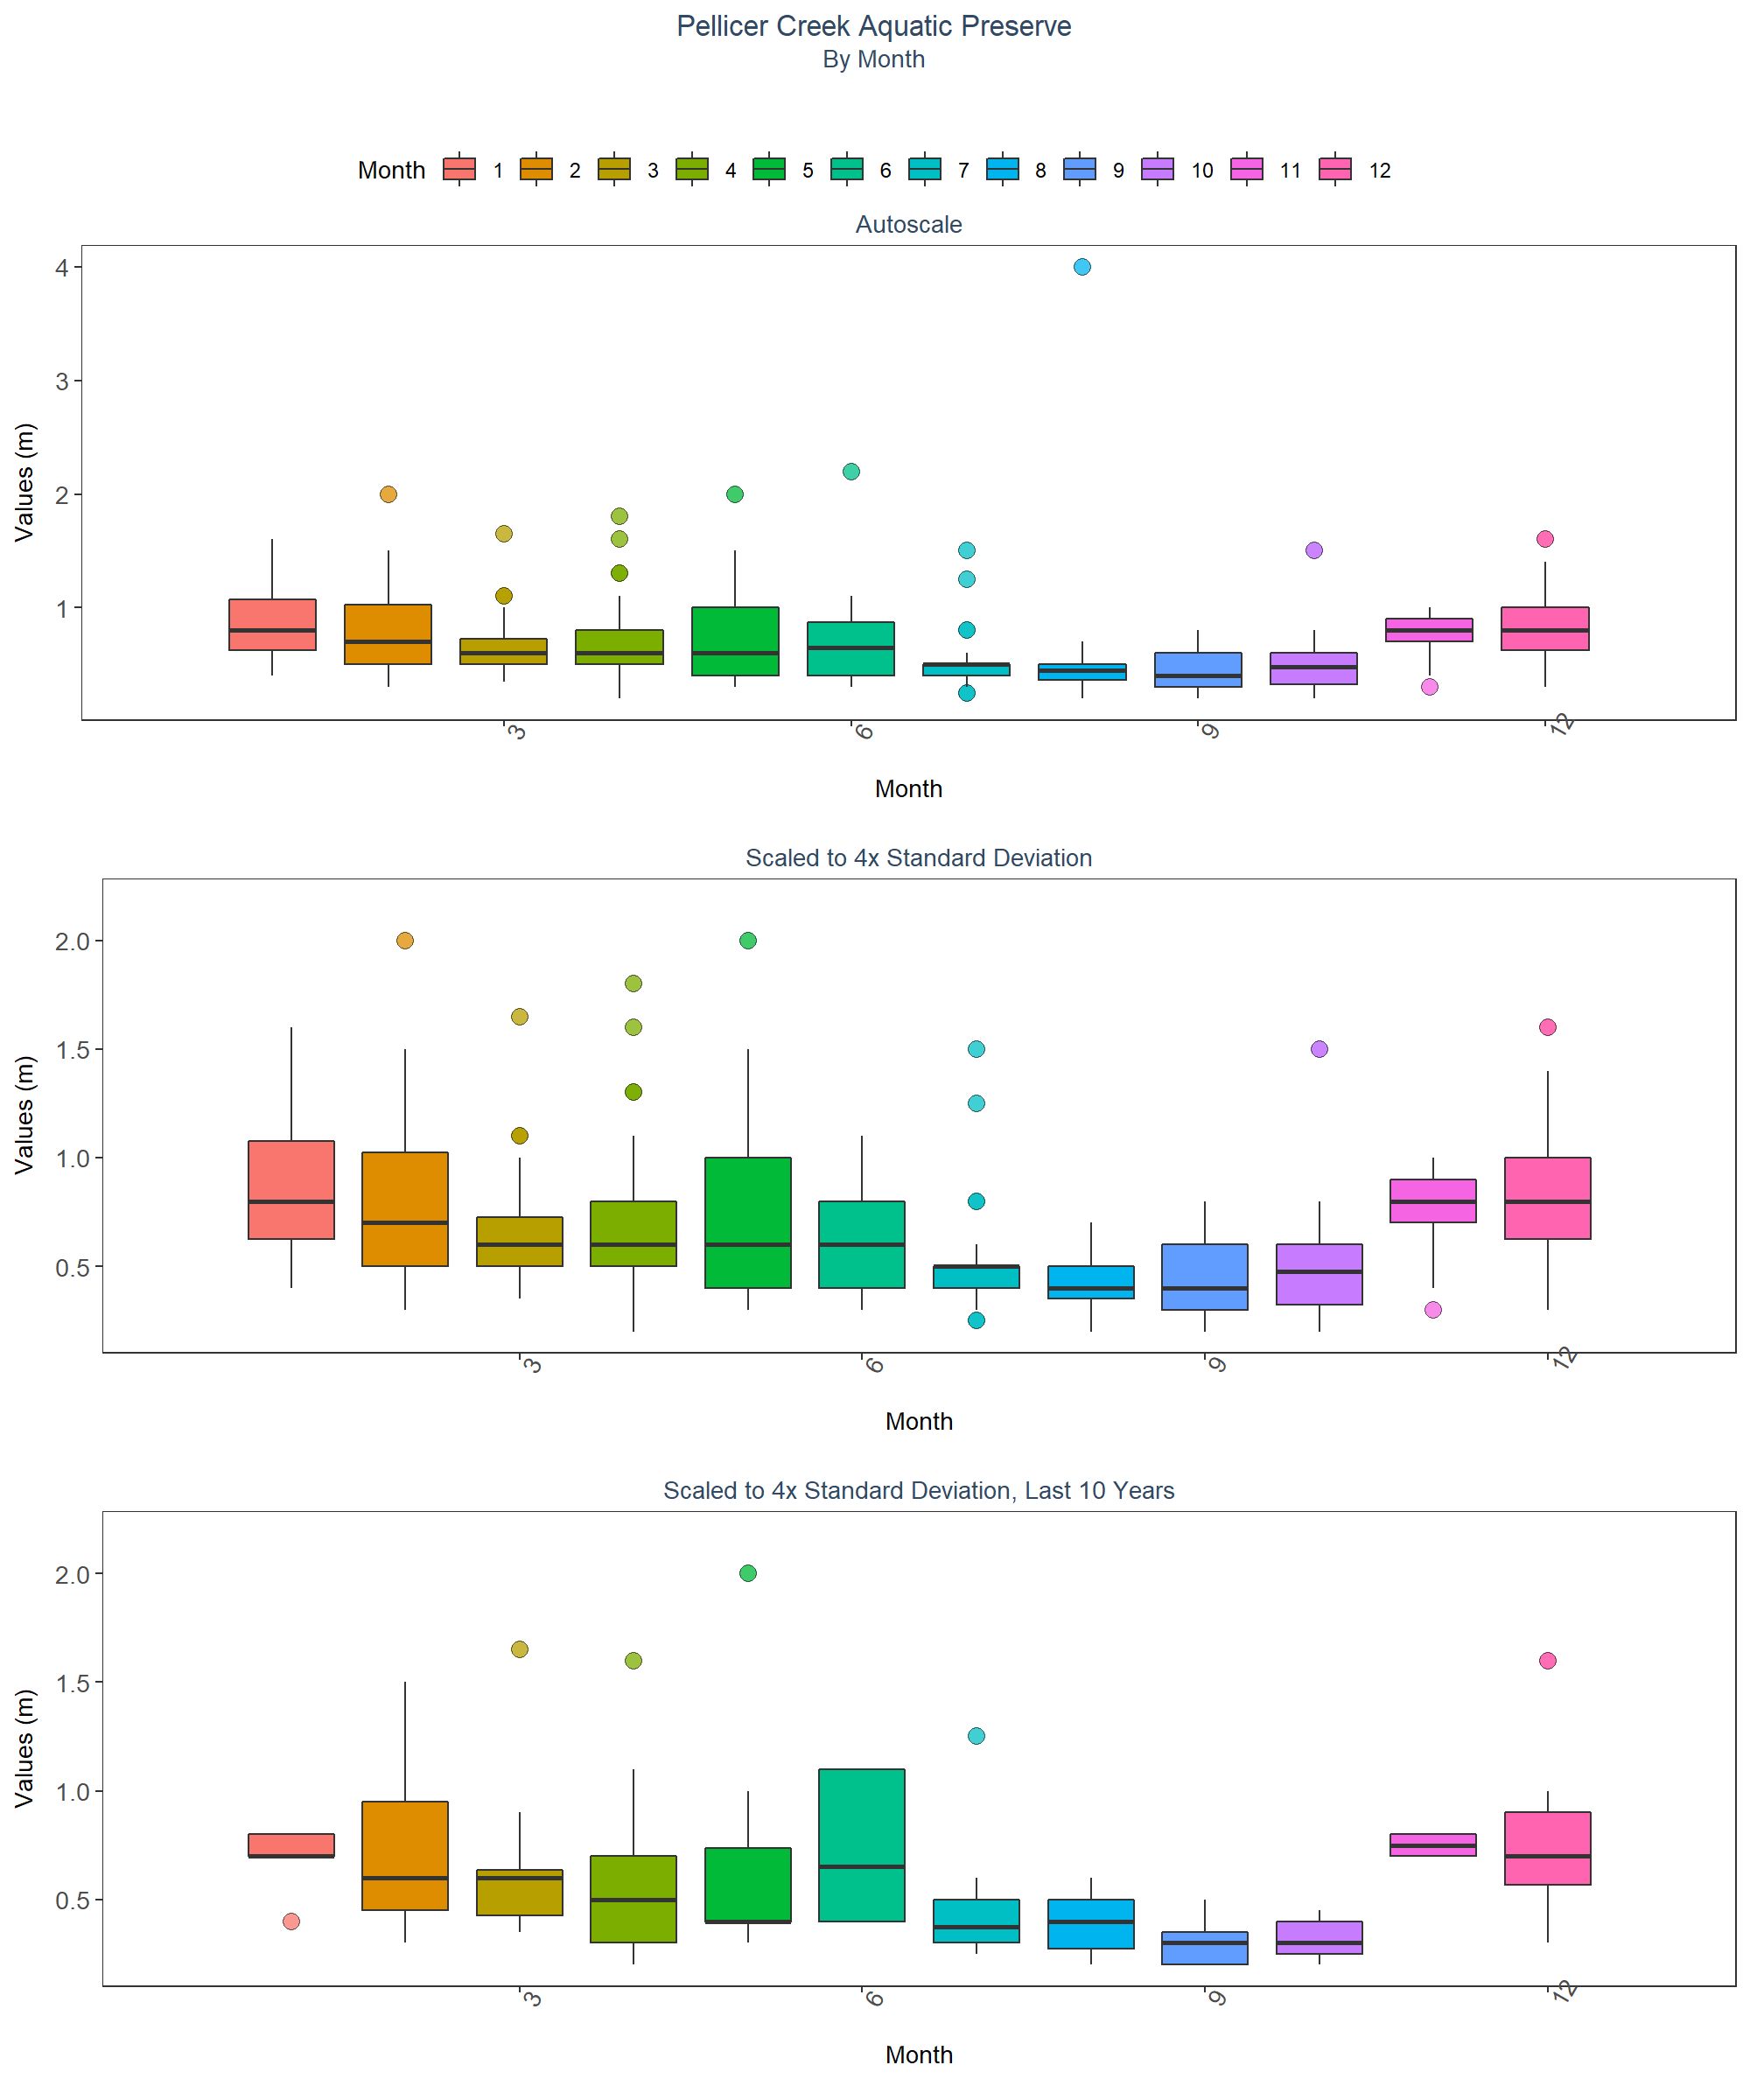 Pellicer Creek Aquatic Preserve
By Month
Month 1 2 3 4 5 6 7 8 9 10 11 12
Autoscale
4
3
2
1
Values (m)
3 6 9 12
Month
Scaled to 4x Standard Deviation
2.0
1.5
1.0
0.5
Values (m)
3 6 9 12
Month
Scaled to 4x Standard Deviation, Last 10 Years
2.0
1.5
1.0
0.5
Values (m)
3 6 9 12
Month